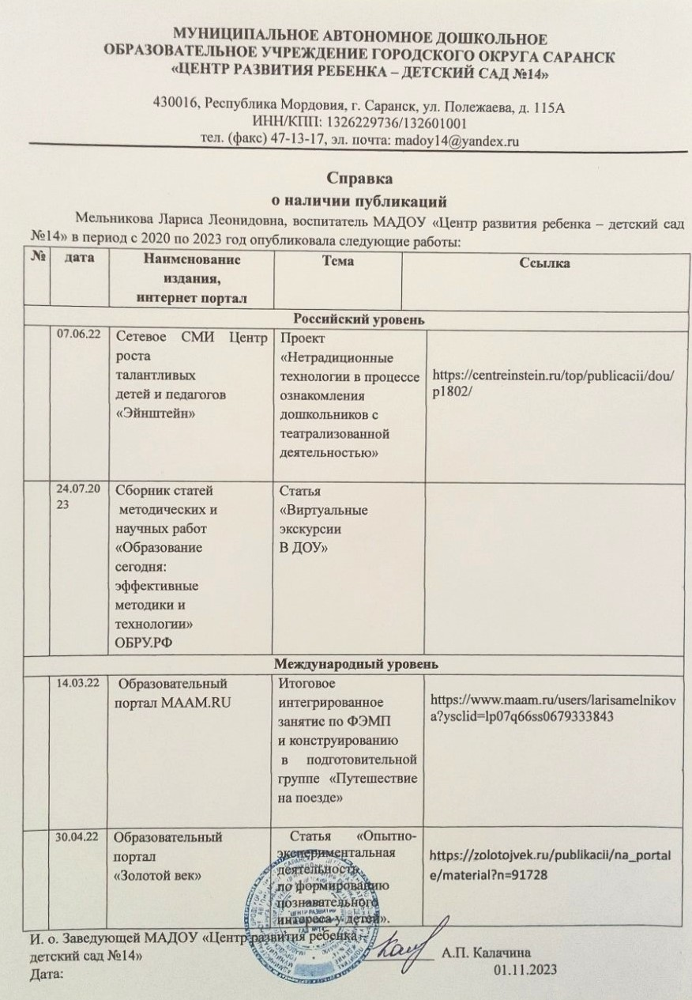 МУНИЦИПАЛЬНОЕ АВТОНОМНОЕ ДОШКОЛЬНОЕ
ОБРАЗОВАТЕЛЬНОЕ УЧРЕЖДЕНИЕ ГОРОДСКОГО ОКРУГА САРАНСК
«ЦЕНТР РАЗВИТИЯ РЕБЕНКА – ДЕТСКИЙ САД №14»
430016, Республика Мордовия, г. Саранск, ул. Полежаева, д. 115А
ИНН/КПП: 1326229736/132601001
тел. (факс) 47-13-17, эл. почта: madoy14@yandex.ru
Справка
о наличии публикаций
Мельникова Лариса Леонидовна, воспитатель МАДОУ «Центр развития ребенка – детский сад
№14» в период с 2020 по 2023 год опубликовала следующие работы:
№ дата Наименование издания, интернет портал Тема Ссылка
Российский уровень
07.06.22
Сетевое СМИ Центр
роста
талантливых
детей и педагогов
«Эйнштейн»
Проект
«Нетрадиционные
технологии в процессе
ознакомления
дошкольников с
театрализованной
деятельностью»
https://centreinstein.ru/top/publicacii/dou/
p1802/
24.07.20
23
Сборник статей
методических и
научных работ
«Образование
сегодня:
эффективные
методики и
технологии»
ОБРУ.РФ
Статья
«Виртуальные
экскурсии
В ДОУ»
Международный уровень
14.03.22
Образовательный
портал MAAM.RU
Итоговое
интегрированное
занятие по ФЭМП
и конструированию
в подготовительной
группе «Путешествие
на поезде»
https://www.maam.ru/users/larisamelnikov
a?ysclid=lp07q66ss0679333843
30.04.22
Образовательный
портал
«Золотой век»
Статья «Опытно-
экспериментальная
деятельность
по формированию
познавательного
интереса у детей».
https://zolotojvek.ru/publikacii/na_portal
e/material?n=91728
И. о. Заведующей МАДОУ «Центр развития ребенка –
детский сад №14»
А.П. Калачина
Дата:
01.11.2023